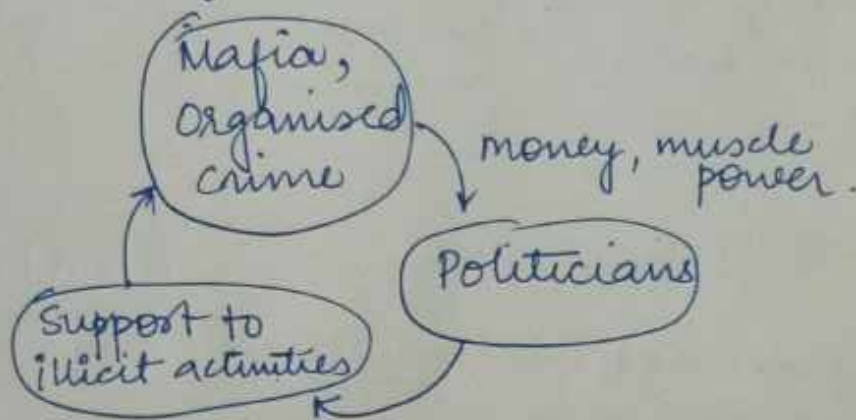 Mafia,
organised
crime
money, muscle
power.
Politicians
Support to
illicit activities